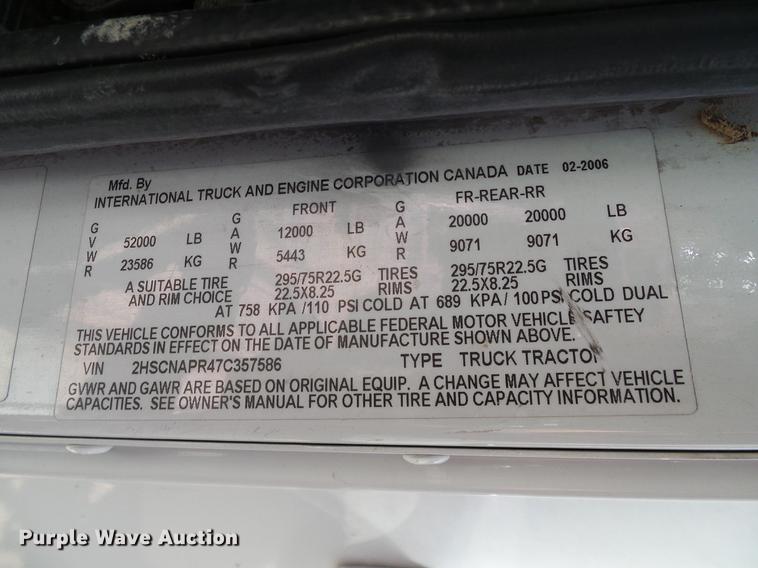 Mfd. By
INTERNATIONAL TRUCK AND ENGINE CORPORATION CANADA DATE 02-2006
G V W R 52000 LB 23586 KG
G A W R FRONT 12000 LB 5443 KG
G A W R FR-REAR-RR 20000 20000 LB 9071 9071 KG
A SUITABLE TIRE 295/75R22.5G TIRES 295/75R22.5G TIRES
AND RIM CHOICE 22.5X8.25 RIMS 22.5X8.25 RIMS
AT 758 KPA /110 PSI COLD AT 689 KPA / 100 PSI COLD DUAL
THIS VEHICLE CONFORMS TO ALL APPLICABLE FEDERAL MOTOR VEHICLE SAFTEY
STANDARDS IN EFFECT ON THE DATE OF MANUFACTURE SHOWN ABOVE.
VIN 2HSCNAPR47C357586 TYPE TRUCK TRACTOR
GVWR AND GAWR ARE BASED ON ORIGINAL EQUIP. A CHANGE MAY AFFECT VEHICLE
CAPACITIES. SEE OWNER'S MANUAL FOR OTHER TIRE AND CAPACITY INFORMATION.
Purple Wave Auction